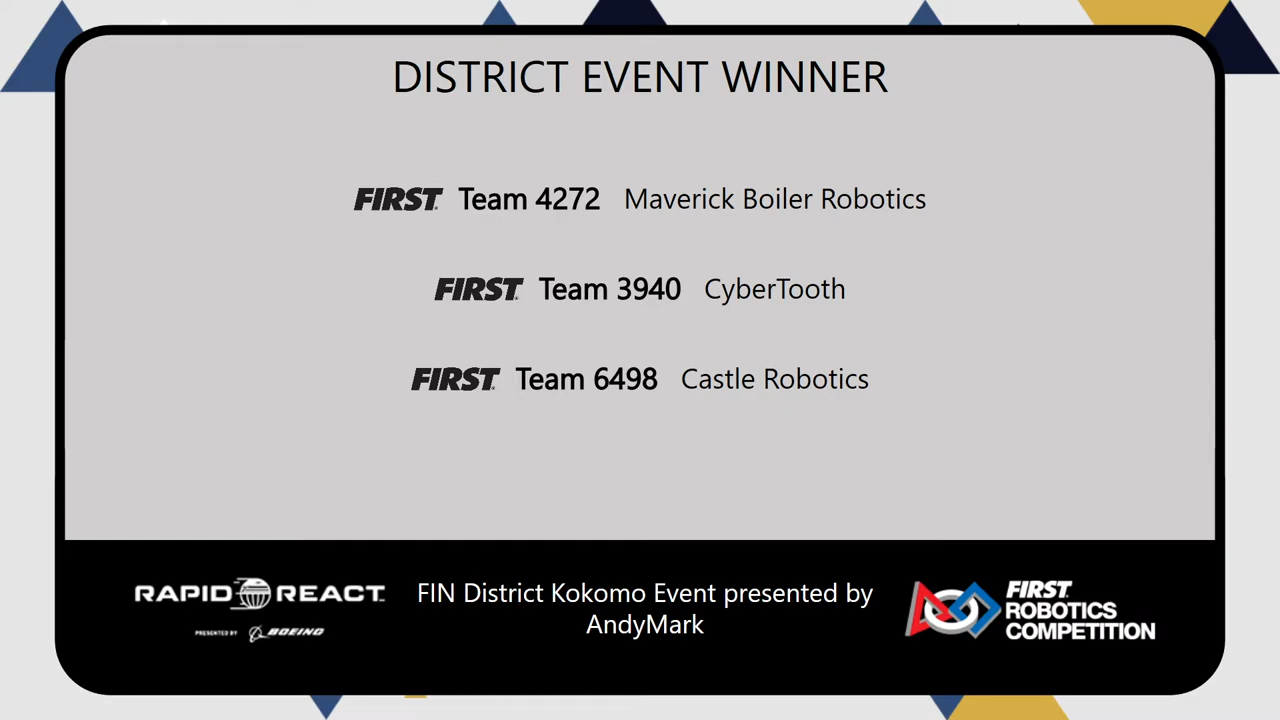 DISTRICT EVENT WINNER
FIRST Team 4272 Maverick Boiler Robotics
FIRST Team 3940 CyberTooth
FIRST Team 6498 Castle Robotics
RAPID REACT
PRESENTED BY BOEING
FIN District Kokomo Event presented by
AndyMark
FIRST
ROBOTICS
COMPETITION